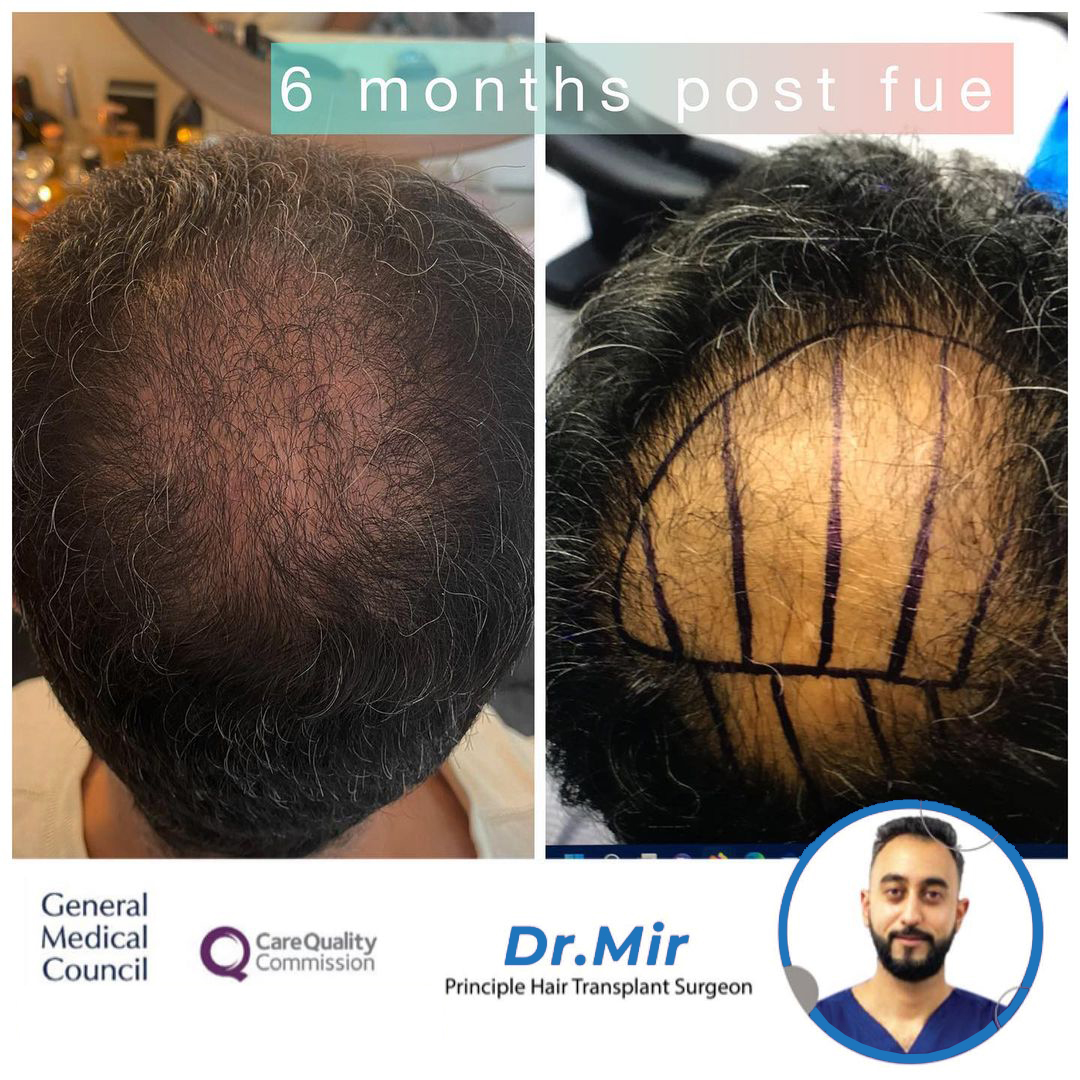 6 months post fue
General
Medical
Council
CareQuality
Commission
Dr.Mir
Principle Hair Transplant Surgeon